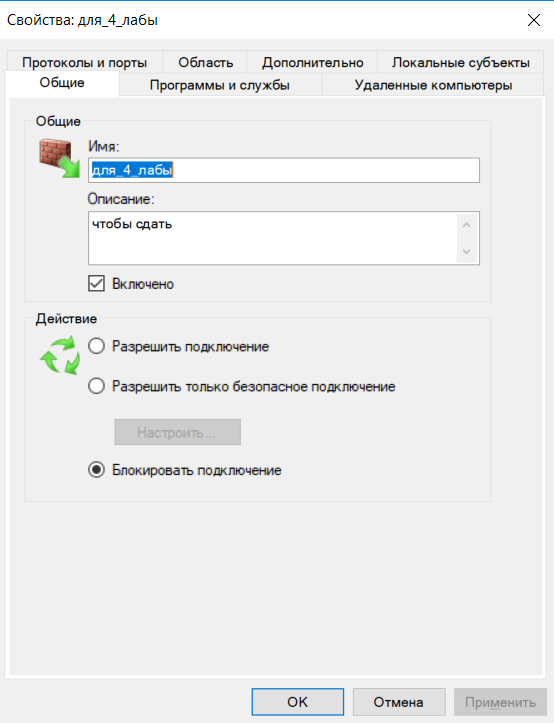 Свойства: для_4_лабы
Протоколы и порты Область Дополнительно Локальные субъекты
Общие Программы и службы Удаленные компьютеры
Общие
Имя:
для_4_лабы
Описание:
чтобы сдать
Включено
Действие
Разрешить подключение
Разрешить только безопасное подключение
Настроить...
Блокировать подключение
OK Отмена Применить